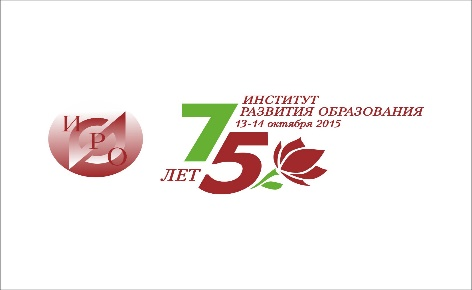 ИРО
ИНСТИТУТ
РАЗВИТИЯ ОБРАЗОВАНИЯ
13-14 октября 2015
75
ЛЕТ